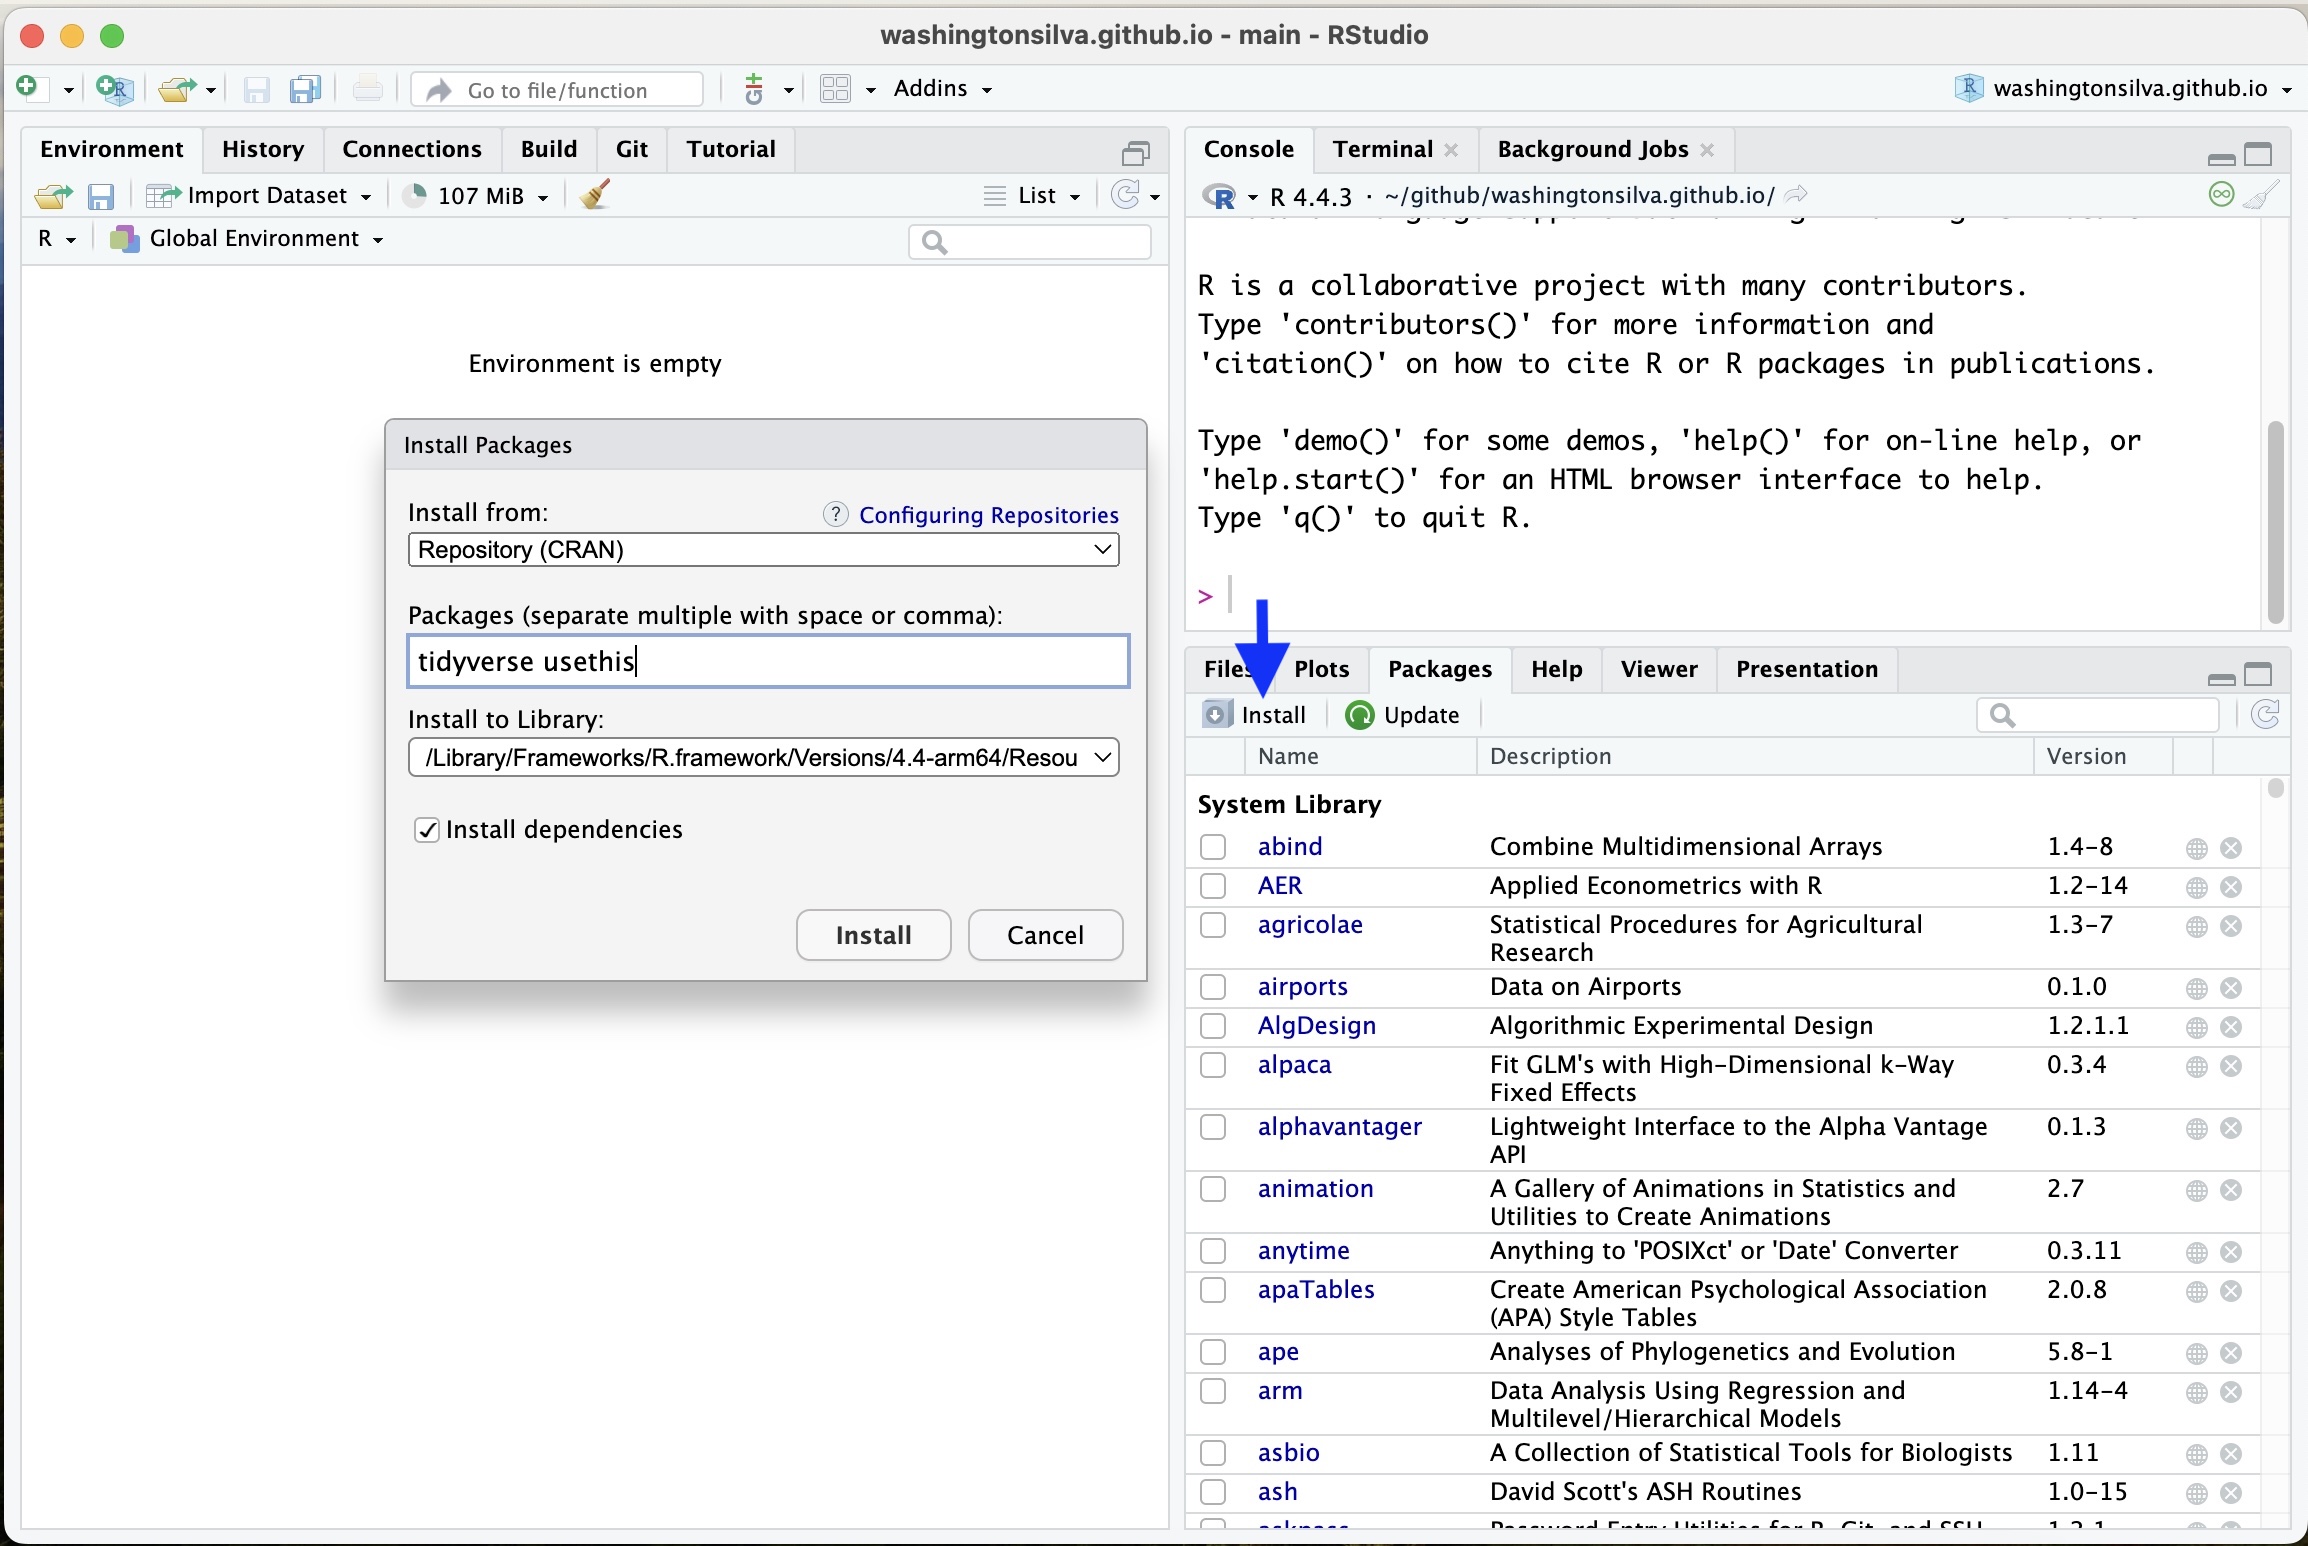 washingtonsilva.github.io - main - RStudio
Go to file/function
Addins
washingtonsilva.github.io
Environment History Connections Build Git Tutorial
Import Dataset 107 MiB List
R Global Environment
Environment is empty
Install Packages
Install from: ? Configuring Repositories
Repository (CRAN)
Packages (separate multiple with space or comma):
tidyverse usethis
Install to Library:
/Library/Frameworks/R.framework/Versions/4.4-arm64/Resou
Install dependencies
Install Cancel
Console Terminal Background Jobs
R 4.4.3 · ~/github/washingtonsilva.github.io/
R is a collaborative project with many contributors.
Type 'contributors()' for more information and
'citation()' on how to cite R or R packages in publications.
Type 'demo()' for some demos, 'help()' for on-line help, or
'help.start()' for an HTML browser interface to help.
Type 'q()' to quit R.
>
Files Plots Packages Help Viewer Presentation
Install Update
Name Description Version
System Library
abind Combine Multidimensional Arrays 1.4-8
AER Applied Econometrics with R 1.2-14
agricolae Statistical Procedures for Agricultural 1.3-7
Research
airports Data on Airports 0.1.0
AlgDesign Algorithmic Experimental Design 1.2.1.1
alpaca Fit GLM's with High-Dimensional k-Way 0.3.4
Fixed Effects
alphavantager Lightweight Interface to the Alpha Vantage 0.1.3
API
animation A Gallery of Animations in Statistics and 2.7
Utilities to Create Animations
anytime Anything to 'POSIXct' or 'Date' Converter 0.3.11
apaTables Create American Psychological Association 2.0.8
(APA) Style Tables
ape Analyses of Phylogenetics and Evolution 5.8-1
arm Data Analysis Using Regression and 1.14-4
Multilevel/Hierarchical Models
asbio A Collection of Statistical Tools for Biologists 1.11
ash David Scott's ASH Routines 1.0-15
askpass Password Entry Utilities for R, Git, and SSH 1.2.1